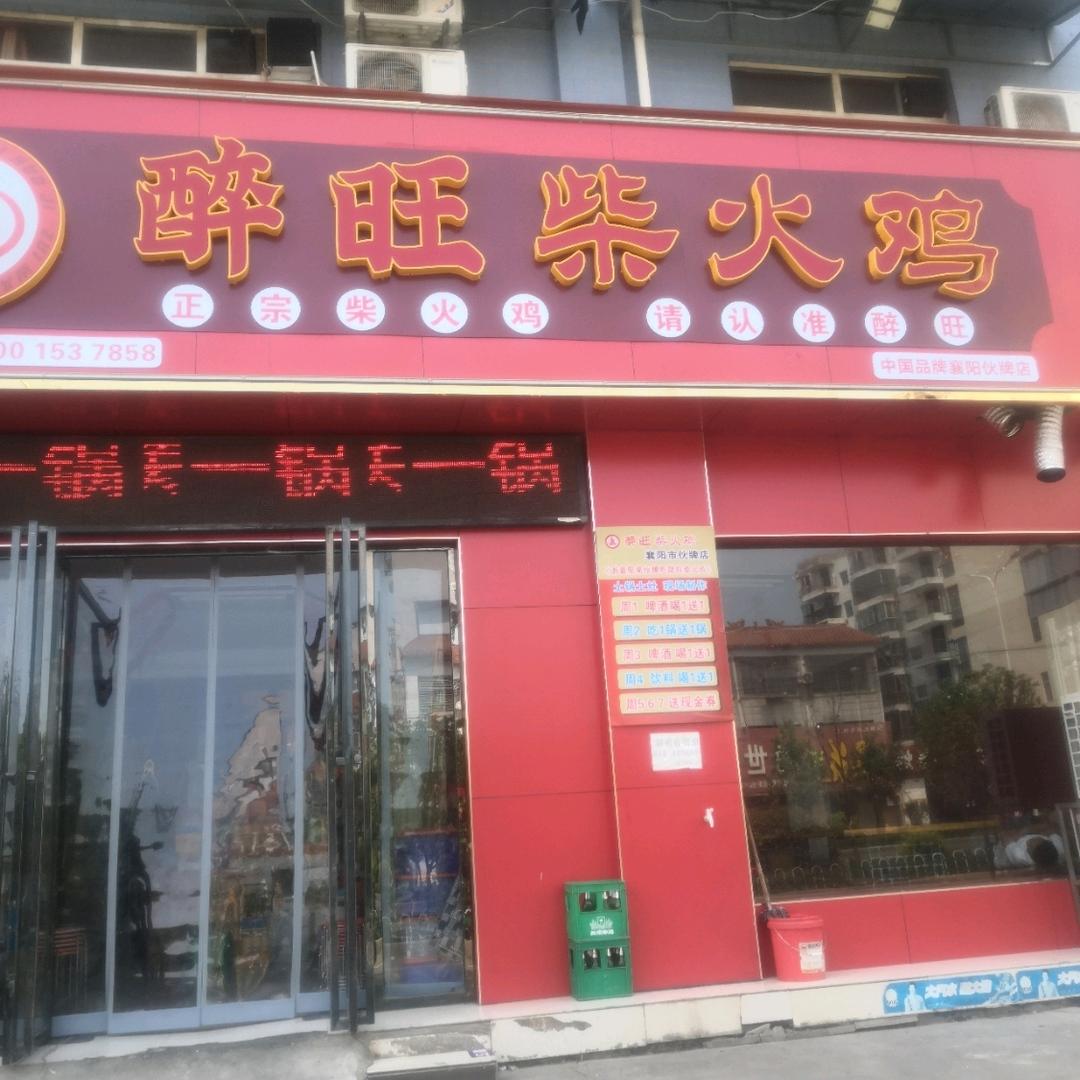 醉旺柴火鸡
正宗柴火鸡 请认准醉旺
00 153 7858
中国品牌襄阳伙牌店
一锅 一锅 一锅
醉旺柴火鸡
襄阳市伙牌店
土锅土灶 现场制作
周1 啤酒喝1送1
周2 吃1锅送1锅
周3 啤酒喝1送1
周4 饮料喝1送1
周5 6 7 送现金券
世